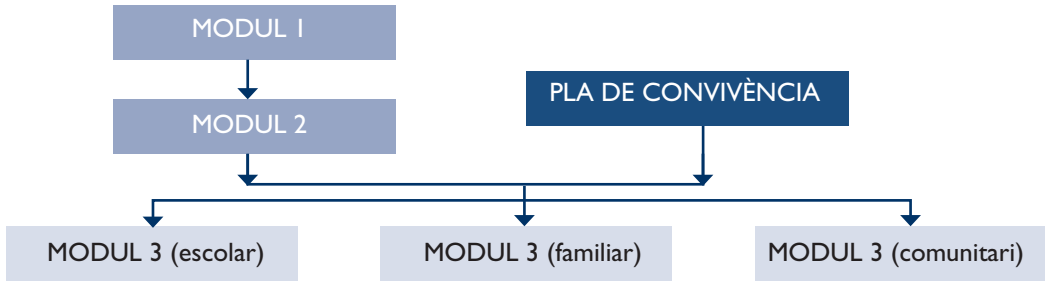 MODUL 1
PLA DE CONVIVÈNCIA
MODUL 2
MODUL 3 (escolar)
MODUL 3 (familiar)
MODUL 3 (comunitari)